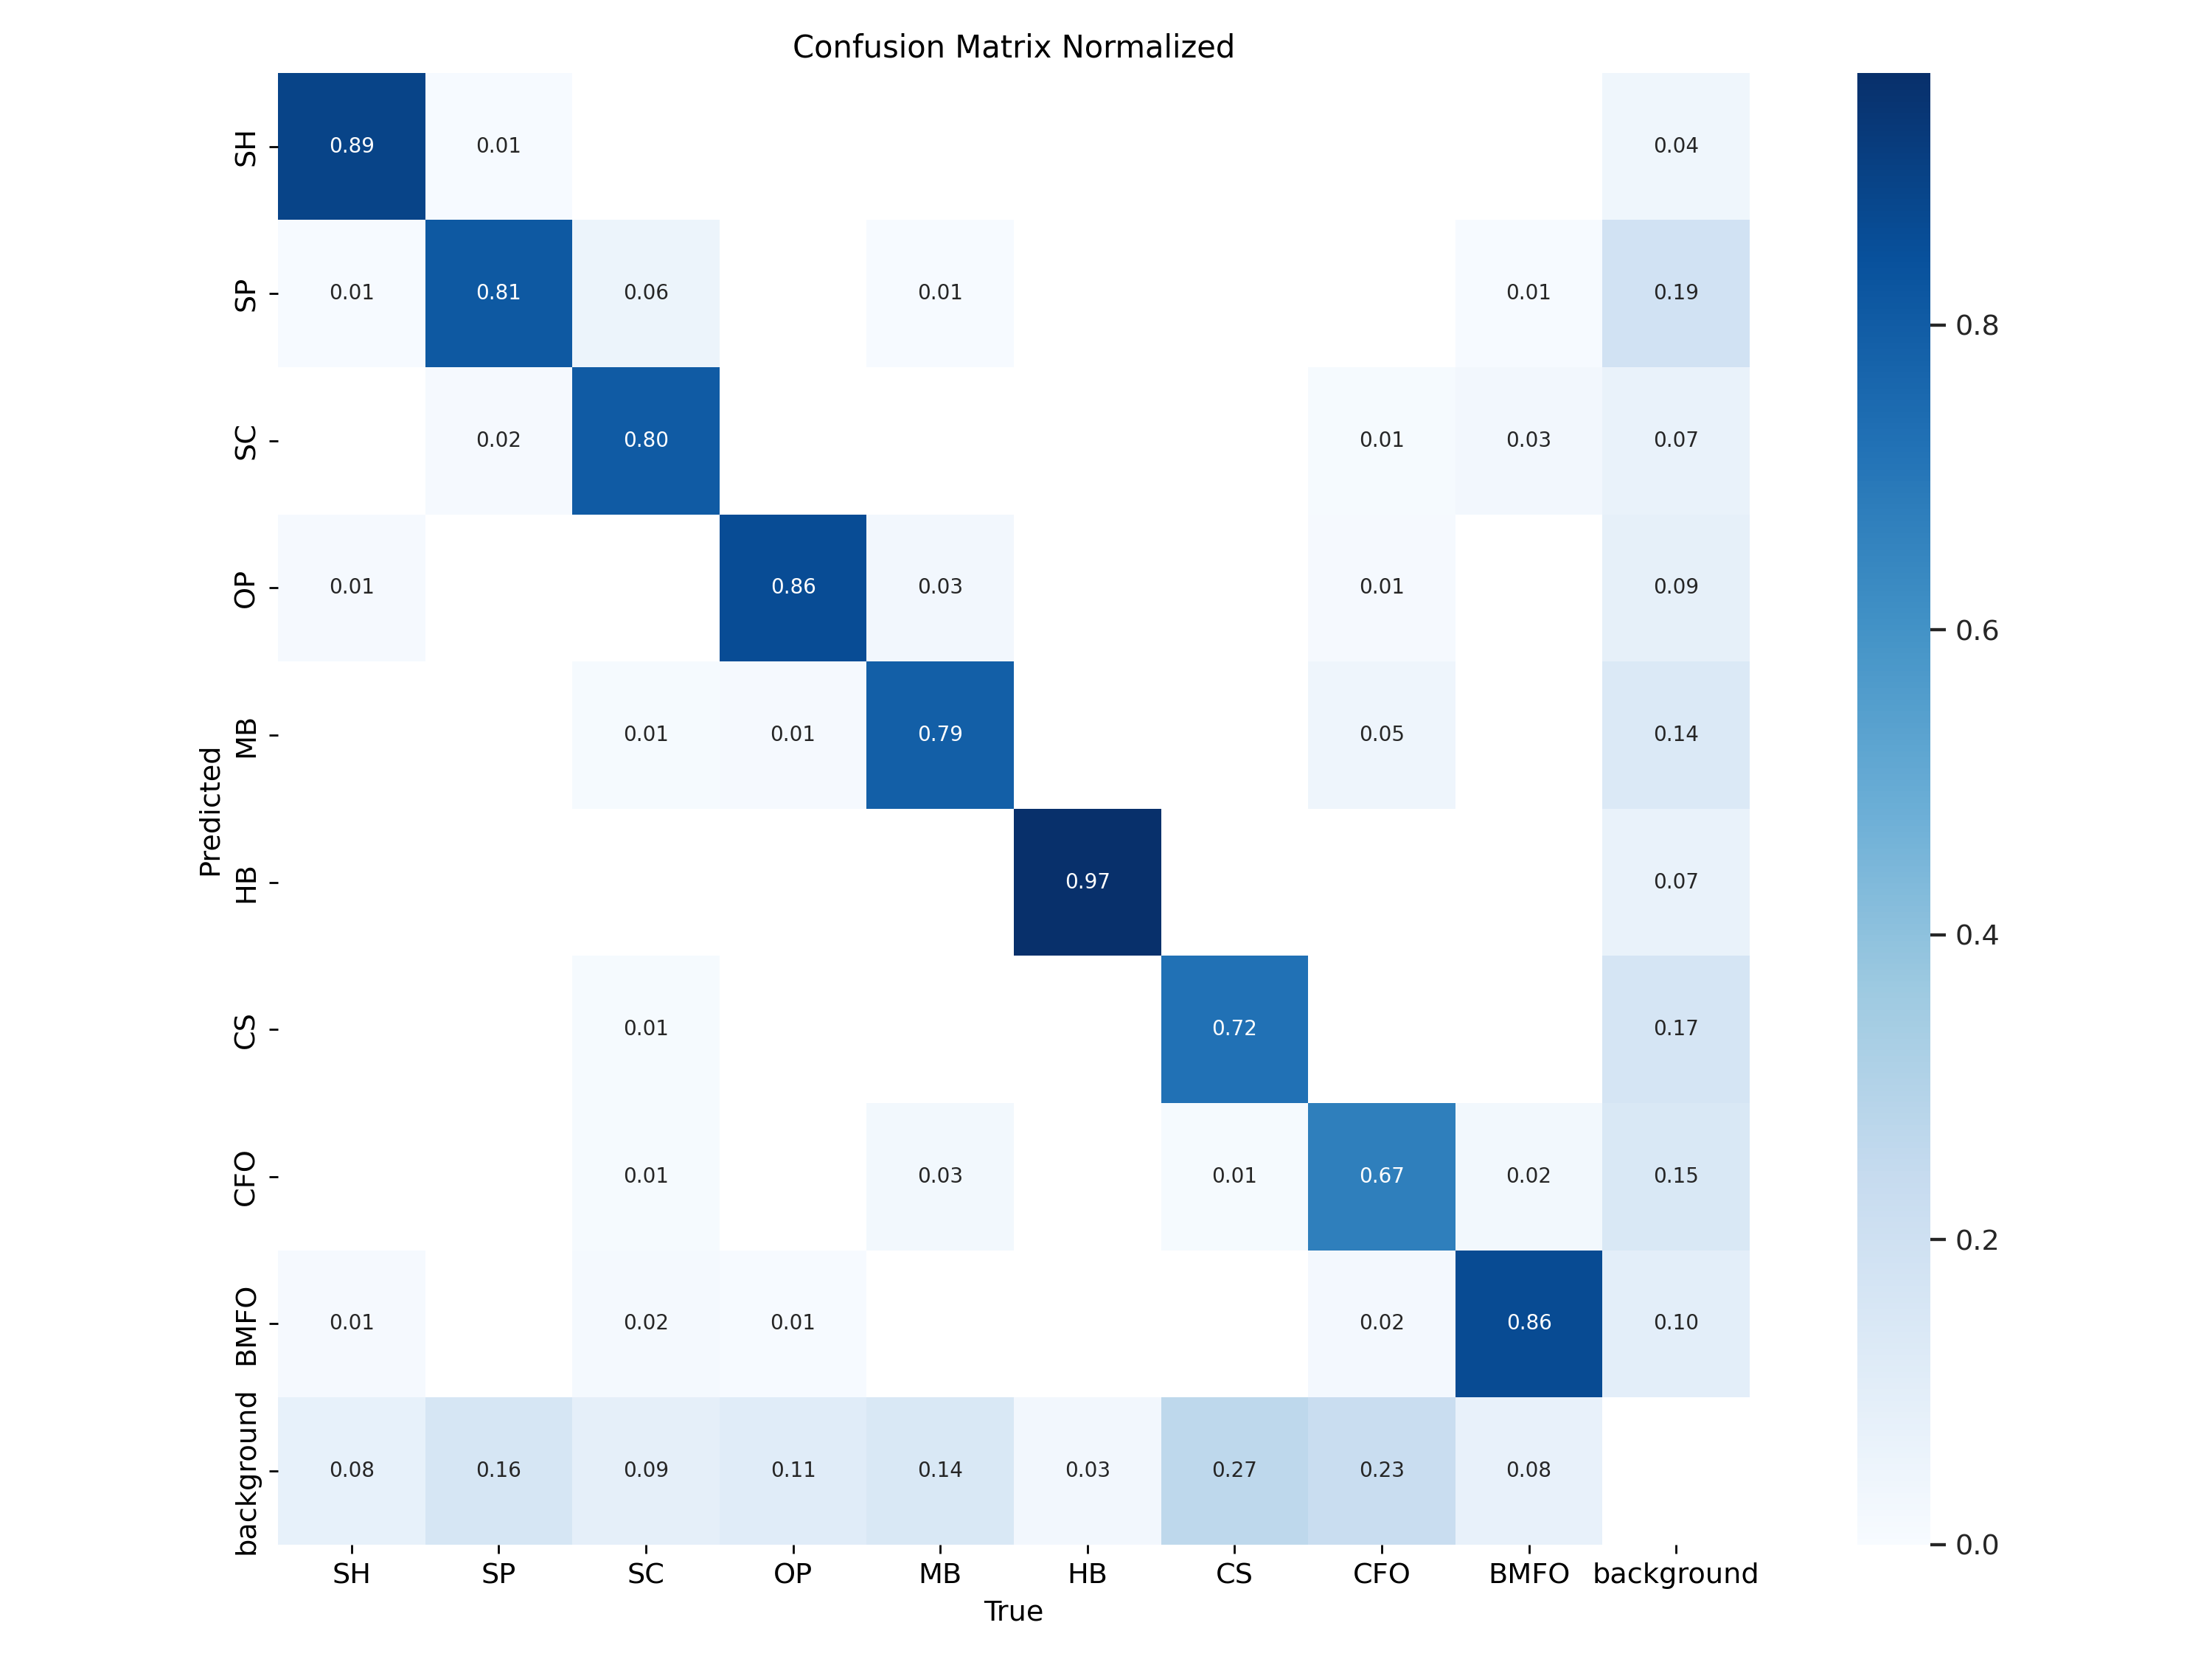 Confusion Matrix Normalized
SH 0.89 0.01 0.04
SP 0.01 0.81 0.06 0.01 0.01 0.19
0.8
SC 0.02 0.80 0.01 0.03 0.07
OP 0.01 0.86 0.03 0.01 0.09
0.6
MB 0.01 0.01 0.79 0.05 0.14
Predicted
HB 0.97 0.07
0.4
CS 0.01 0.72 0.17
CFO 0.01 0.03 0.01 0.67 0.02 0.15
0.2
BMFO 0.01 0.02 0.01 0.02 0.86 0.10
background 0.08 0.16 0.09 0.11 0.14 0.03 0.27 0.23 0.08
0.0
SH SP SC OP MB HB CS CFO BMFO background
True